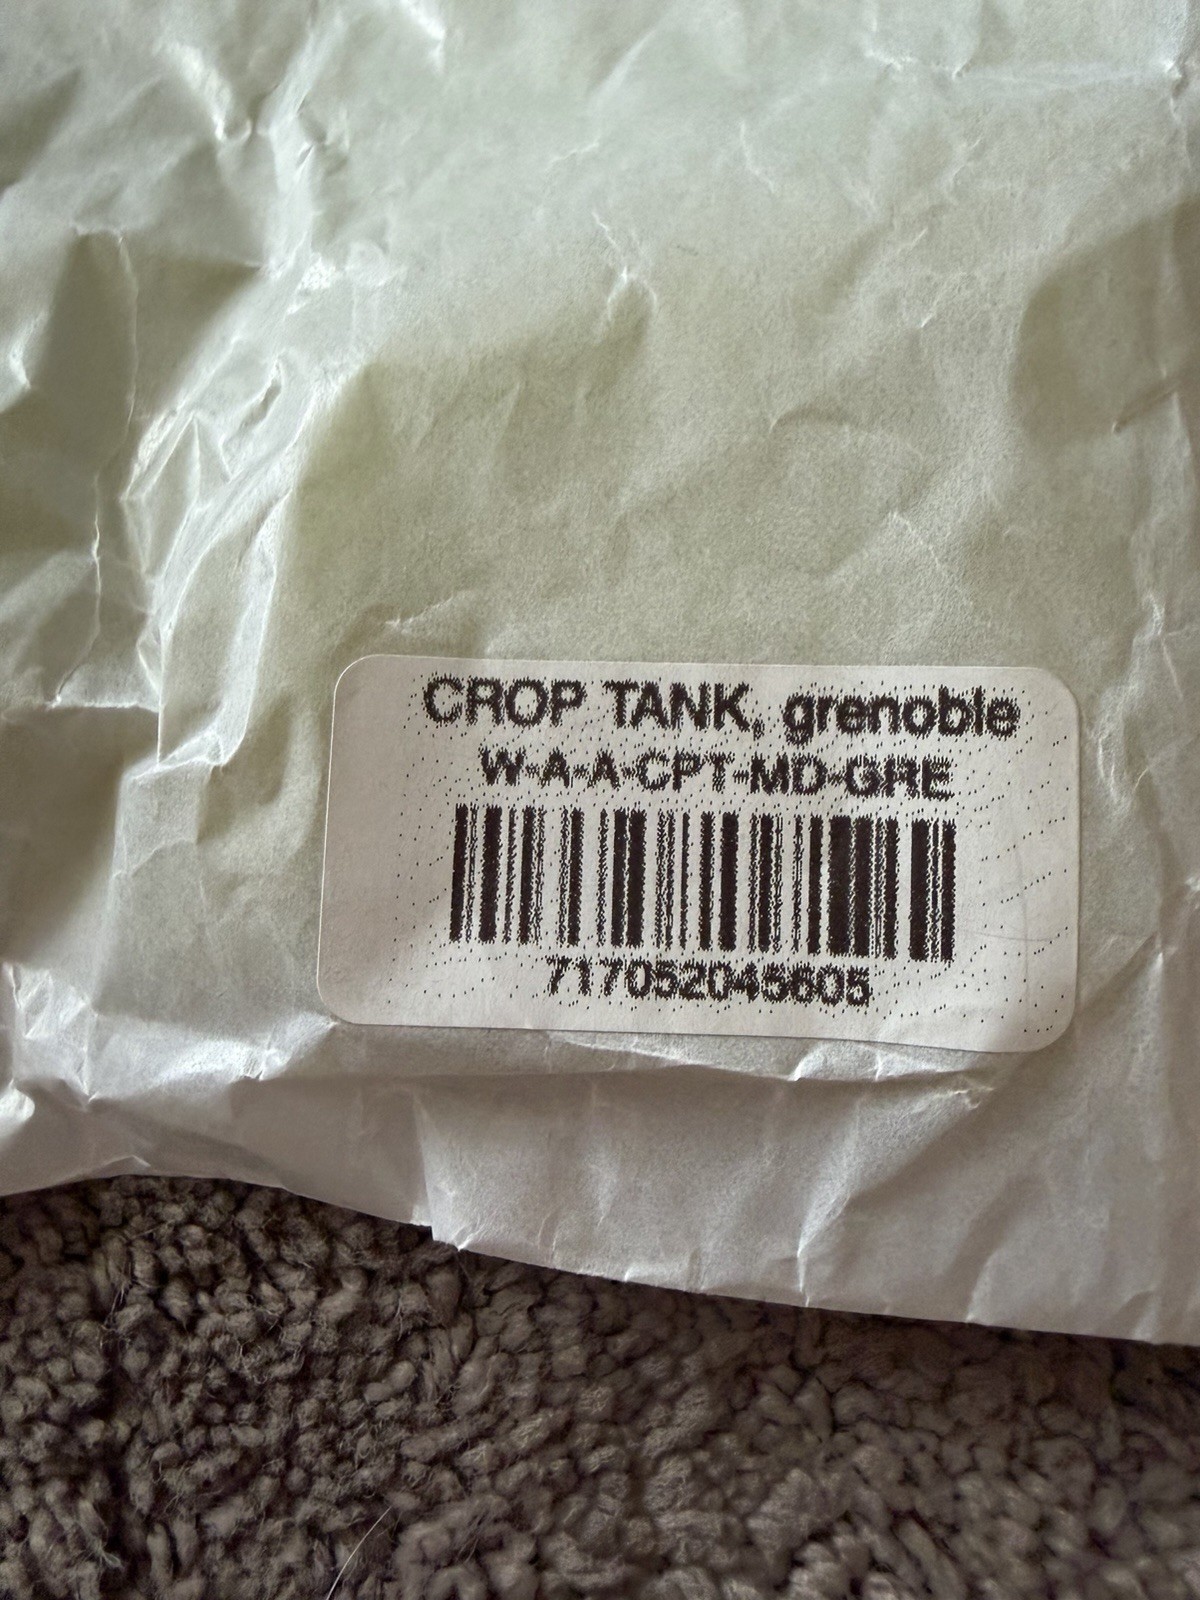 CROP TANK, grenoble
W-A-A-CPT-MD-GRE
717052045605